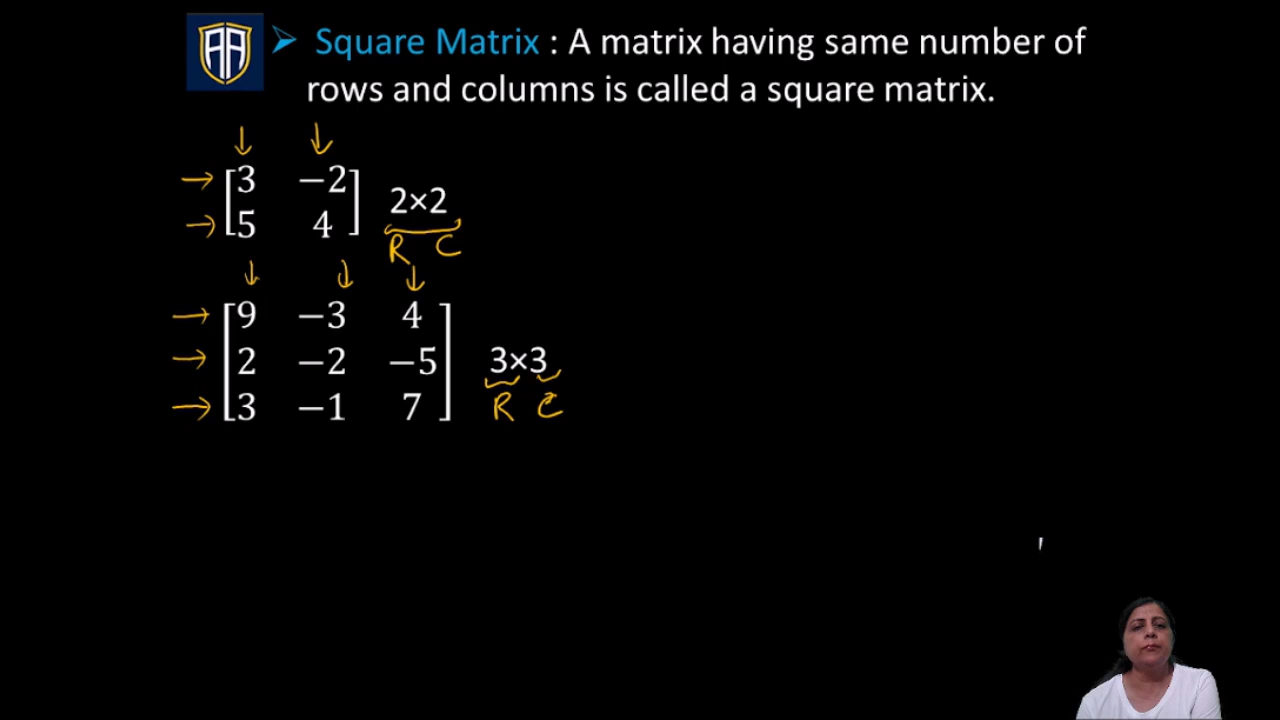 ➤ Square Matrix : A matrix having same number of
rows and columns is called a square matrix.
[3 −2]
[5 4] 2×2
R C
[9 −3 4]
[2 −2 −5] 3×3
[3 −1 7] R C